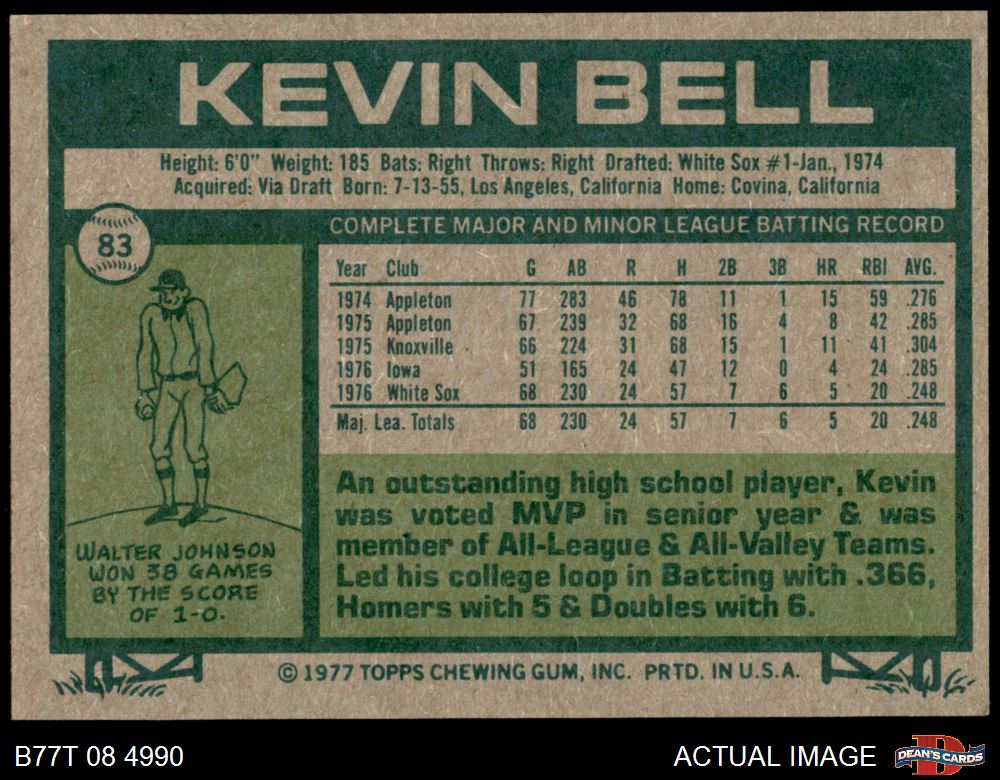 KEVIN BELL
Height: 6'0" Weight: 185 Bats: Right Throws: Right Drafted: White Sox #1-Jan., 1974
Acquired: Via Draft Born: 7-13-55, Los Angeles, California Home: Covina, California
83
COMPLETE MAJOR AND MINOR LEAGUE BATTING RECORD
Year Club G AB R H 2B 3B HR RBI AVG.
1974 Appleton 77 283 46 78 11 1 15 59 .276
1975 Appleton 67 239 32 68 16 4 8 42 .285
1975 Knoxville 66 224 31 68 15 1 11 41 .304
1976 Iowa 51 165 24 47 12 0 4 24 .285
1976 White Sox 68 230 24 57 7 6 5 20 .248
Maj. Lea. Totals 68 230 24 57 7 6 5 20 .248
An outstanding high school player, Kevin
was voted MVP in senior year & was
member of All-League & All-Valley Teams.
Led his college loop in Batting with .366,
Homers with 5 & Doubles with 6.
WALTER JOHNSON
WON 38 GAMES
BY THE SCORE
OF 1-0.
© 1977 TOPPS CHEWING GUM, INC. PRTD. IN U.S.A.
B77T 08 4990
ACTUAL IMAGE
D
DEAN'S CARDS